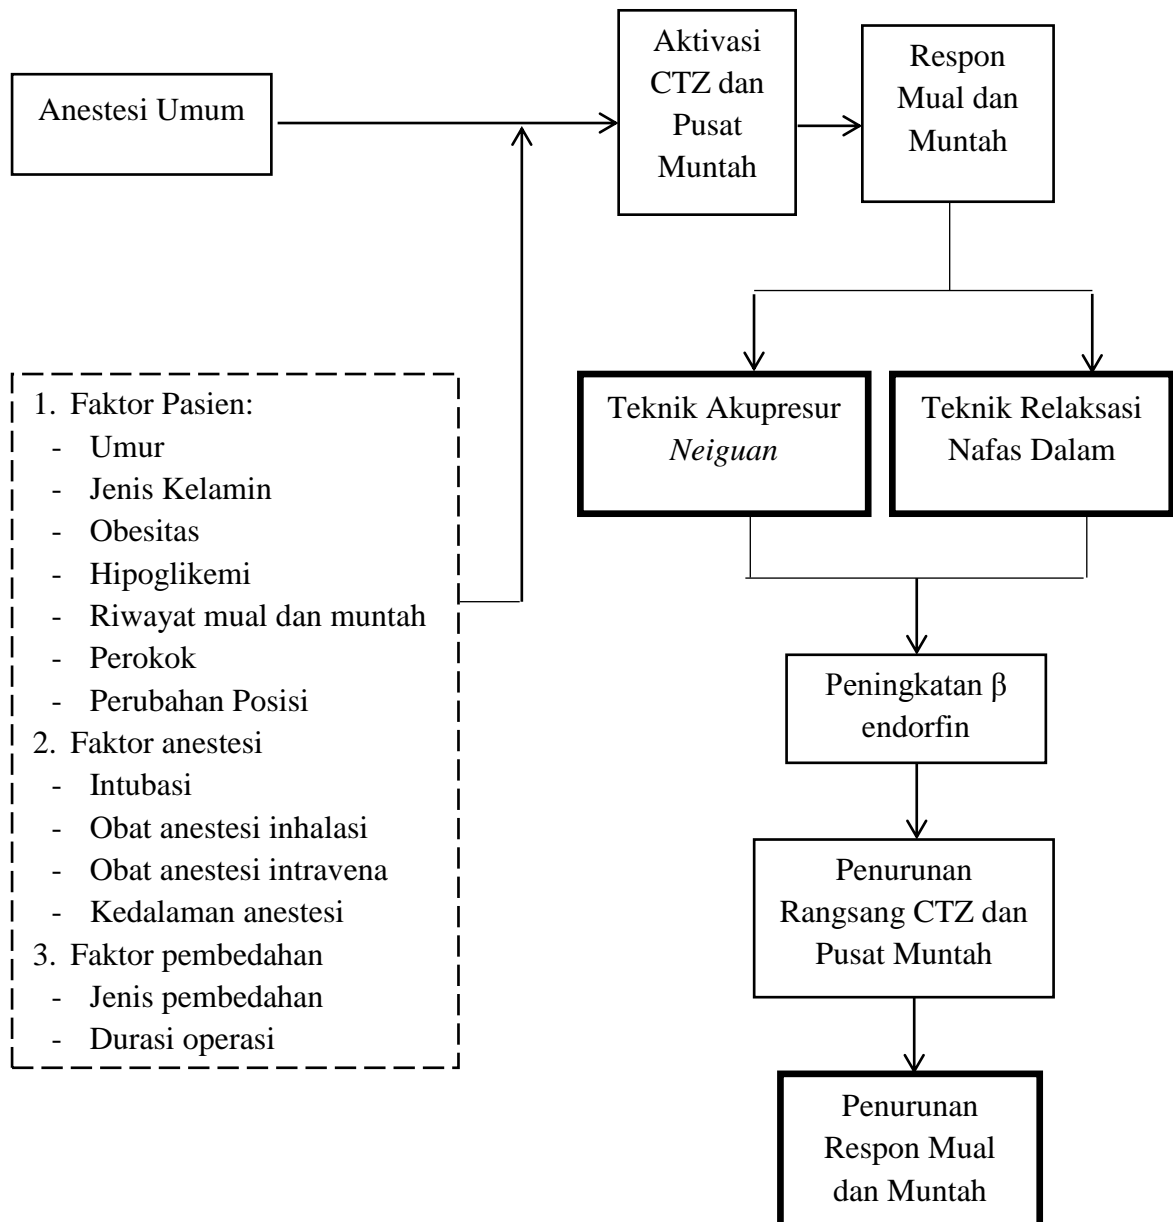 Anestesi Umum
Aktivasi
CTZ dan
Pusat
Muntah
Respon
Mual dan
Muntah
1. Faktor Pasien:
- Umur
- Jenis Kelamin
- Obesitas
- Hipoglikemi
- Riwayat mual dan muntah
- Perokok
- Perubahan Posisi
2. Faktor anestesi
- Intubasi
- Obat anestesi inhalasi
- Obat anestesi intravena
- Kedalaman anestesi
3. Faktor pembedahan
- Jenis pembedahan
- Durasi operasi
Teknik Akupresur
Neiguan
Teknik Relaksasi
Nafas Dalam
Peningkatan β
endorfin
Penurunan
Rangsang CTZ dan
Pusat Muntah
Penurunan
Respon Mual
dan Muntah